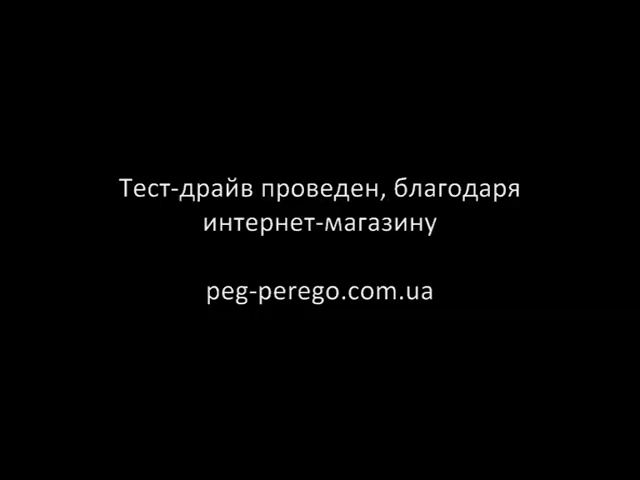 Тест-драйв проведен, благодаря
интернет-магазину
peg-perego.com.ua